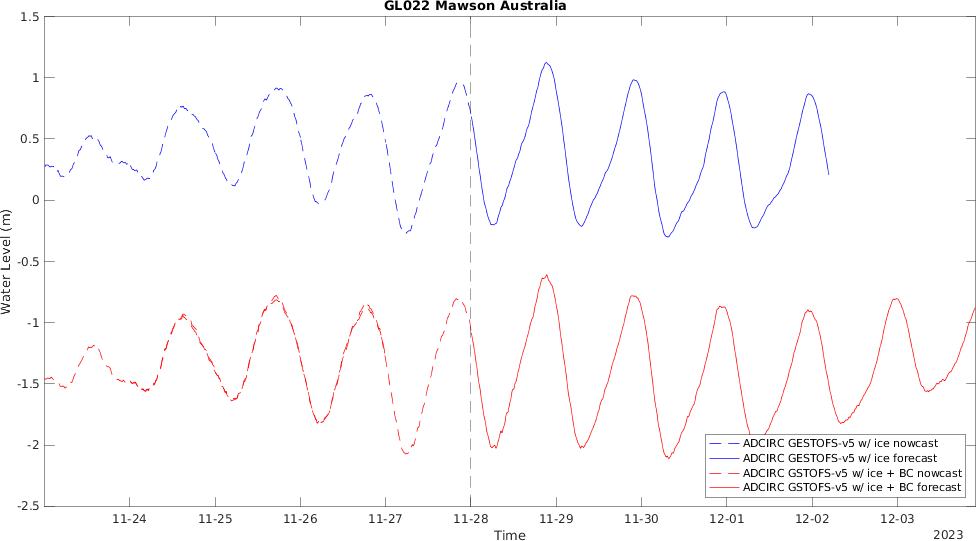 GL022 Mawson Australia
1.5
1
0.5
0
-0.5
-1
-1.5
-2
-2.5
Water Level (m)
11-24 11-25 11-26 11-27 11-28 11-29 11-30 12-01 12-02 12-03
Time
2023
ADCIRC GESTOFS-v5 w/ ice nowcast
ADCIRC GESTOFS-v5 w/ ice forecast
ADCIRC GSTOFS-v5 w/ ice + BC nowcast
ADCIRC GSTOFS-v5 w/ ice + BC forecast